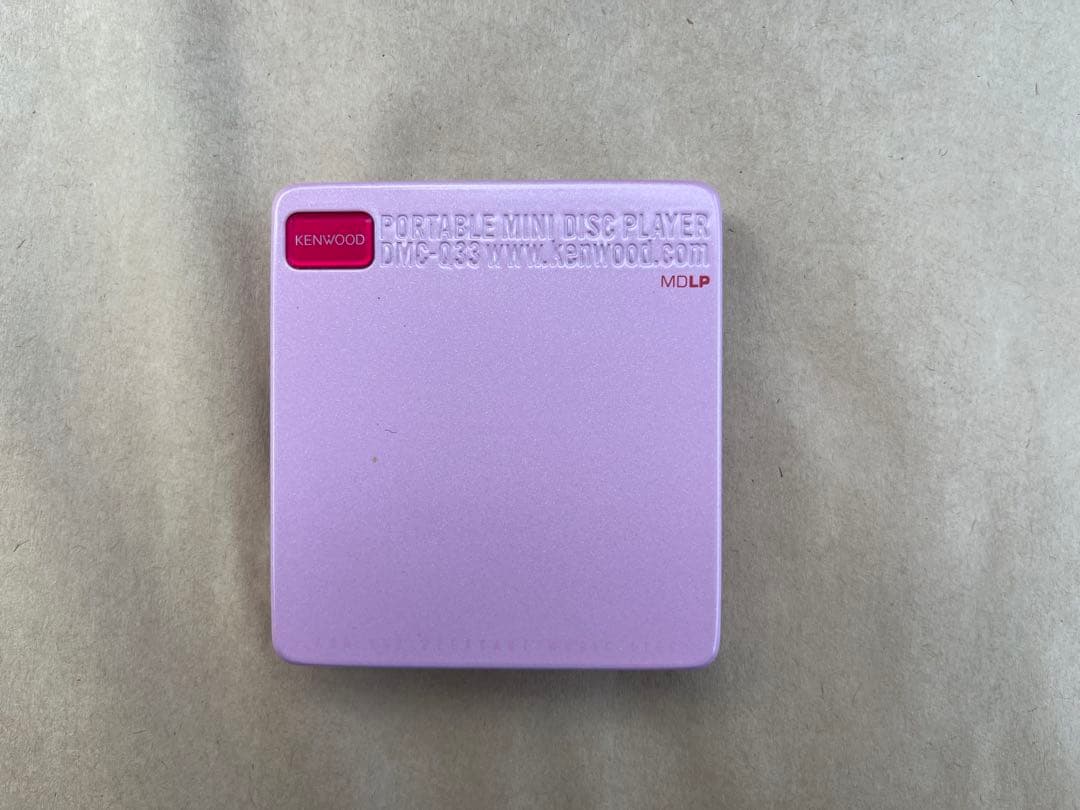 KENWOOD
PORTABLE MINI DISC PLAYER
DMC-Q33 www.kenwood.com
MDLP